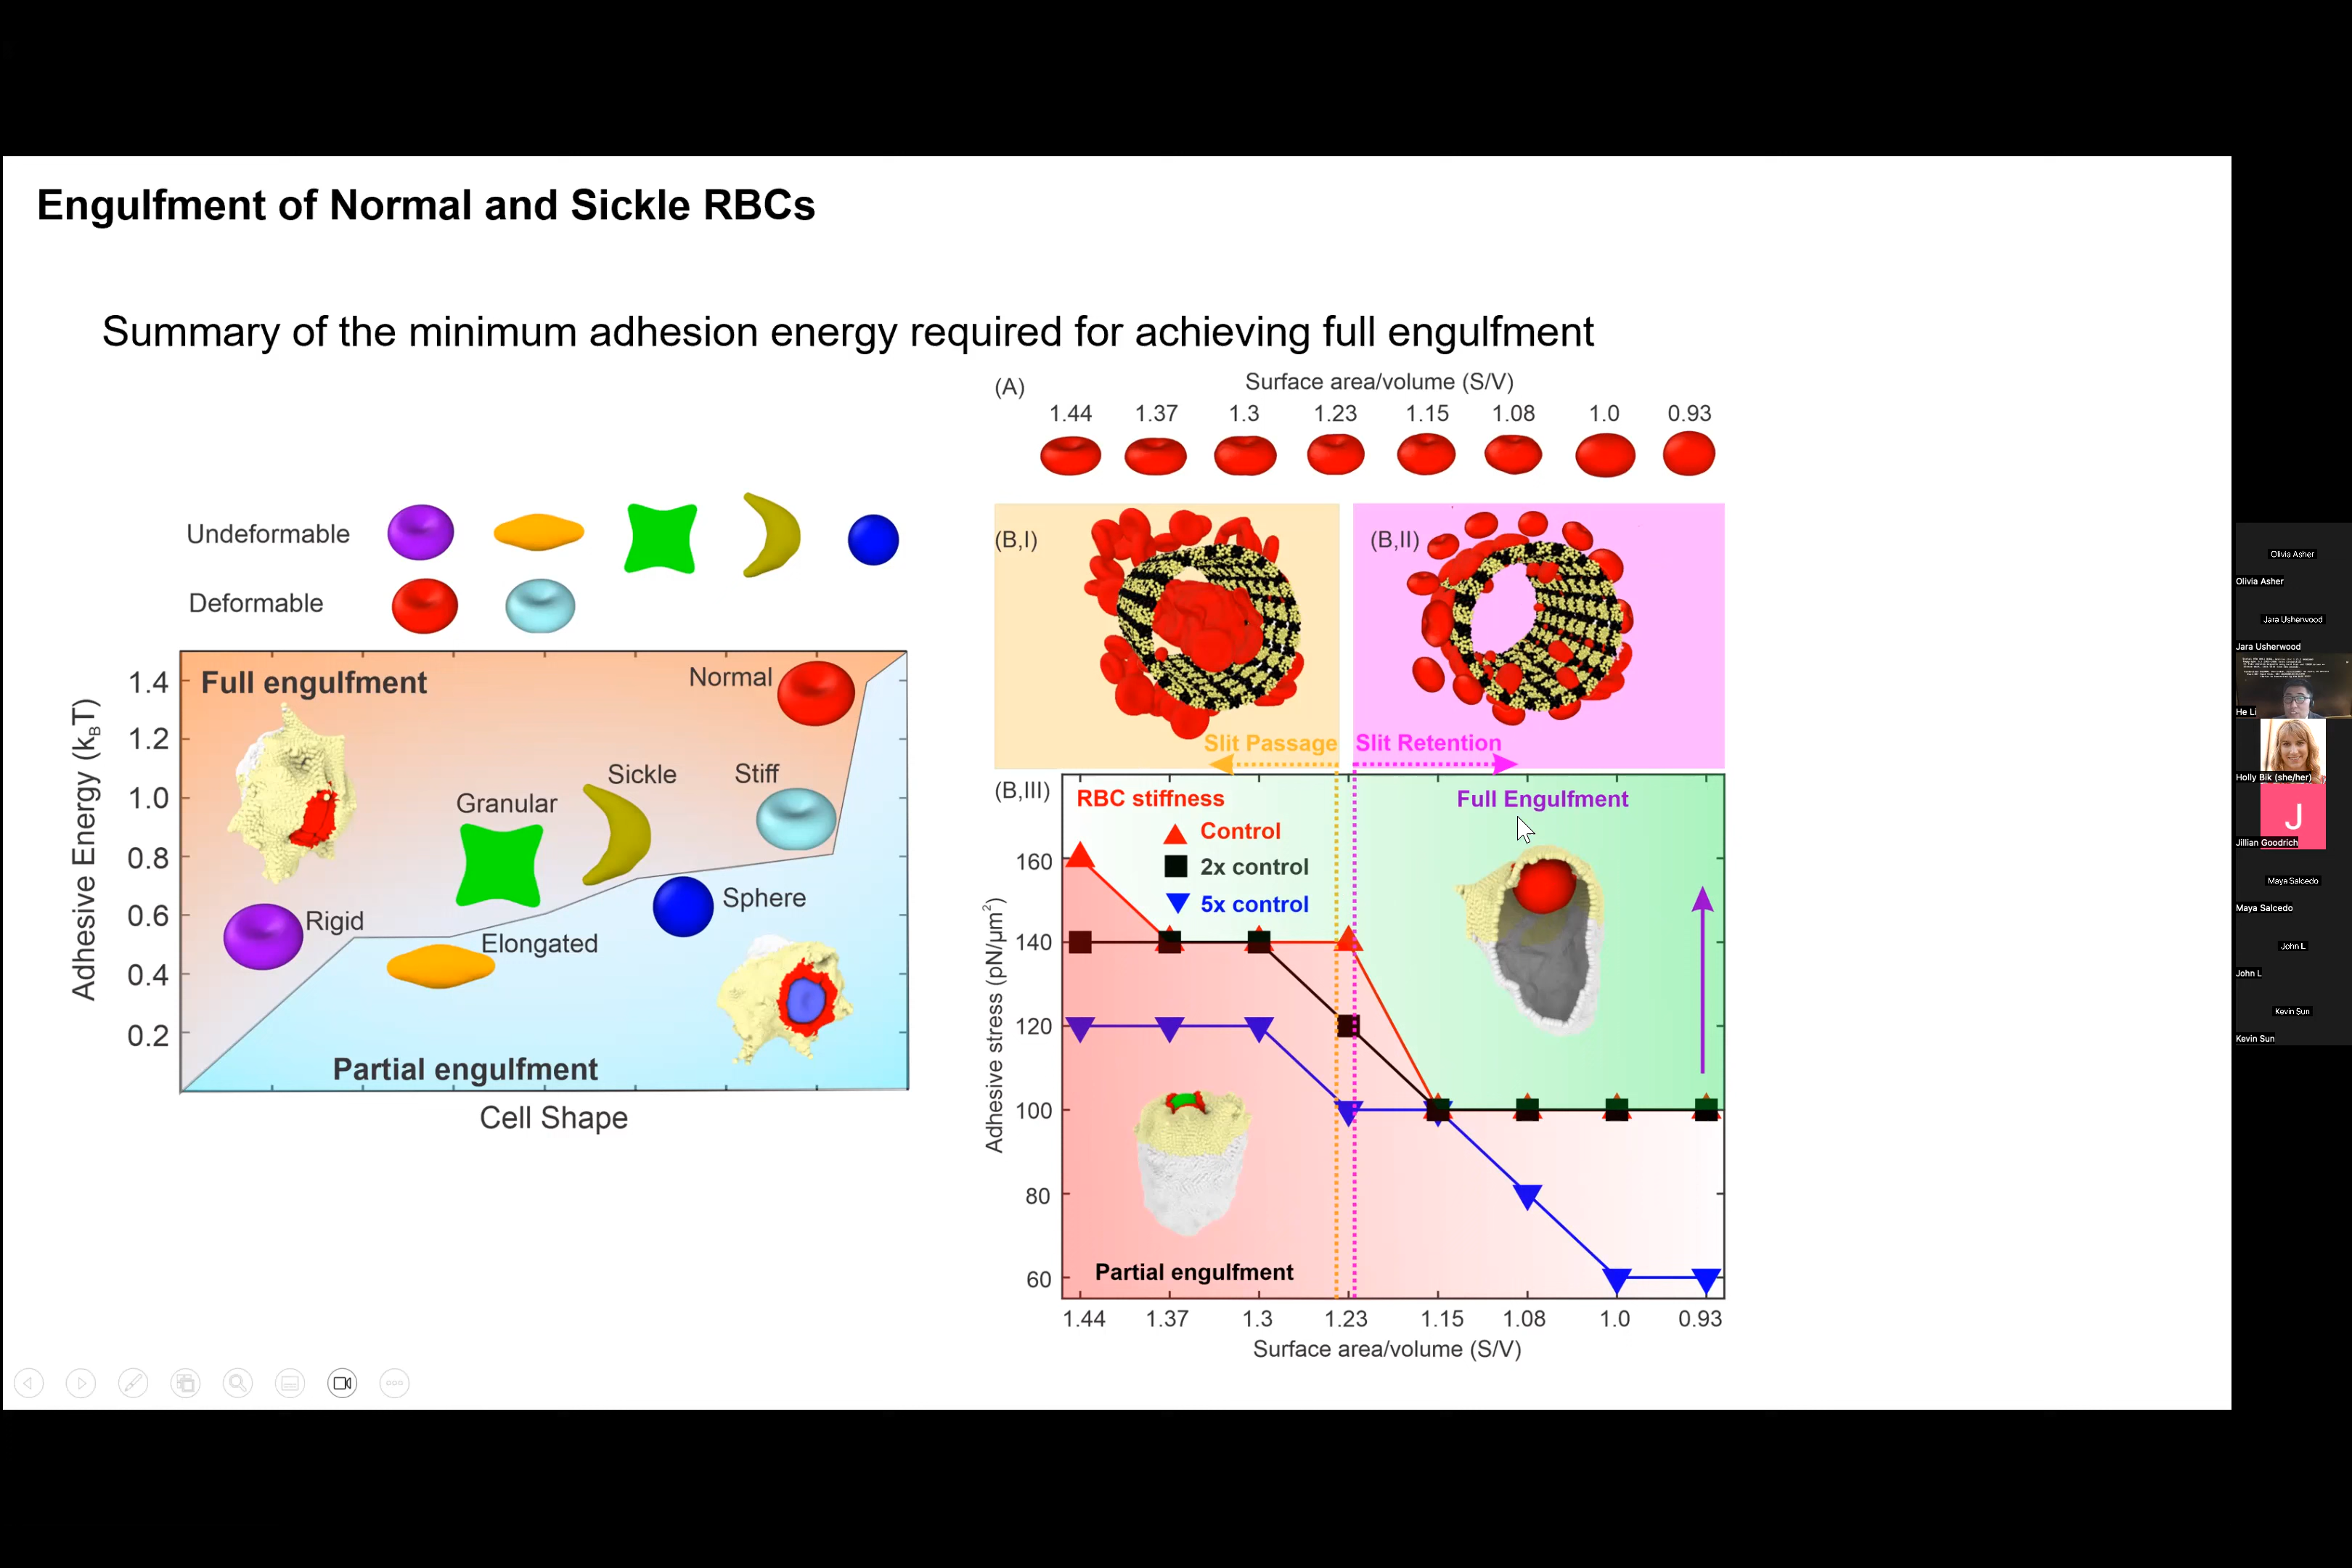 Engulfment of Normal and Sickle RBCs
Summary of the minimum adhesion energy required for achieving full engulfment
Undeformable
Deformable
Full engulfment
Normal
Granular
Sickle
Stiff
Rigid
Elongated
Sphere
Partial engulfment
Adhesive Energy (kBT)
1.4
1.2
1.0
0.8
0.6
0.4
0.2
Cell Shape
(A)
Surface area/volume (S/V)
1.44 1.37 1.3 1.23 1.15 1.08 1.0 0.93
(B,I)
(B,II)
Slit Passage
Slit Retention
(B,III)
RBC stiffness
Control
2x control
5x control
Full Engulfment
Partial engulfment
Adhesive stress (pN/µm²)
160
140
120
100
80
60
1.44 1.37 1.3 1.23 1.15 1.08 1.0 0.93
Surface area/volume (S/V)
Olivia Asher
Olivia Asher
Jara Usherwood
Jara Usherwood
He Li
Holly Bik (she/her)
J
Jillian Goodrich
Maya Salcedo
Maya Salcedo
John L
John L
Kevin Sun
Kevin Sun